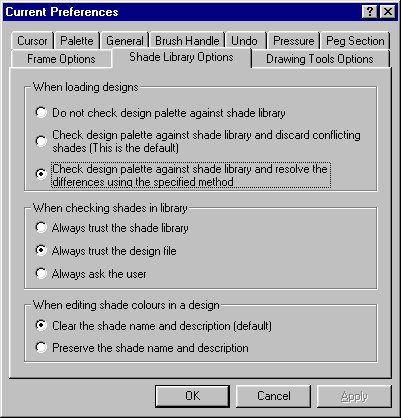 Current Preferences
Cursor Palette General Brush Handle Undo Pressure Peg Section
Frame Options Shade Library Options Drawing Tools Options
When loading designs
Do not check design palette against shade library
Check design palette against shade library and discard conflicting
shades (This is the default)
Check design palette against shade library and resolve the
differences using the specified method
When checking shades in library
Always trust the shade library
Always trust the design file
Always ask the user
When editing shade colours in a design
Clear the shade name and description (default)
Preserve the shade name and description
OK Cancel Apply